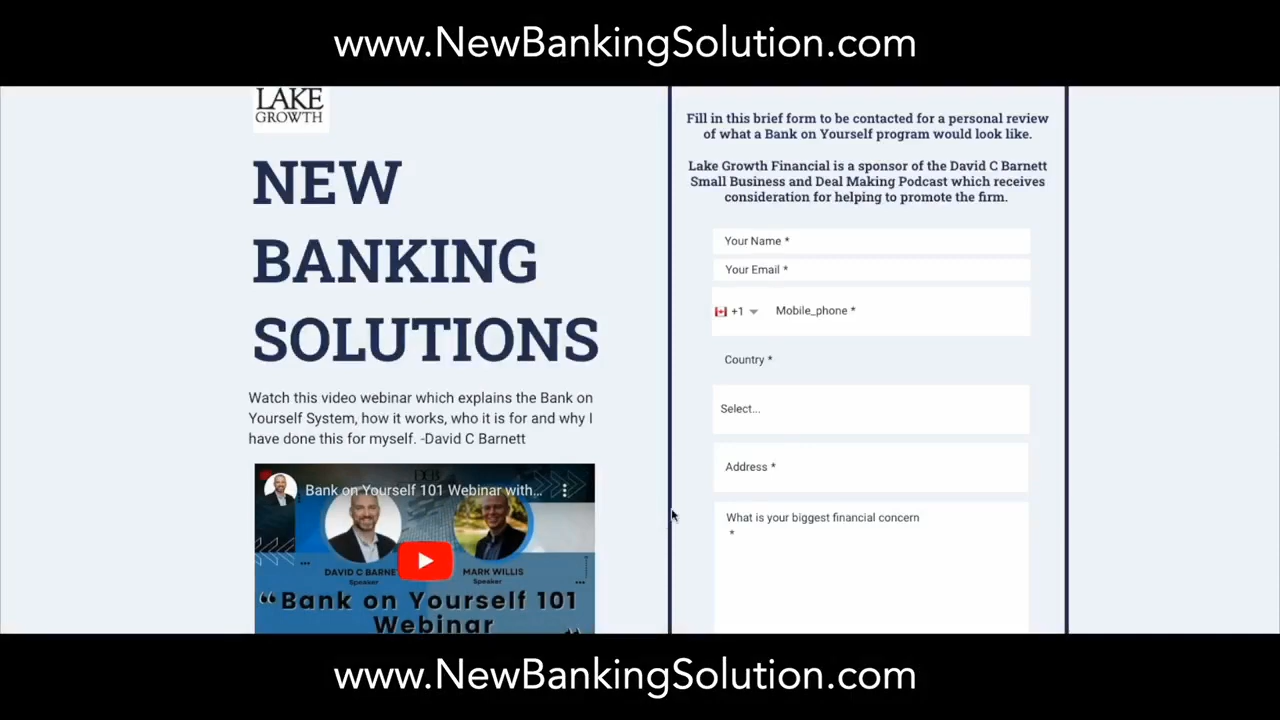 www.NewBankingSolution.com
LAKE
GROWTH
NEW
BANKING
SOLUTIONS
Watch this video webinar which explains the Bank on
Yourself System, how it works, who it is for and why I
have done this for myself. -David C Barnett
Bank on Yourself 101 Webinar with...
DAVID C BARNE
Speaker
MARK WILLIS
Speaker
“Bank on Yourself 101
Webinar
Fill in this brief form to be contacted for a personal review
of what a Bank on Yourself program would look like.
Lake Growth Financial is a sponsor of the David C Barnett
Small Business and Deal Making Podcast which receives
consideration for helping to promote the firm.
Your Name *
Your Email *
+1 Mobile_phone *
Country *
Select...
Address *
What is your biggest financial concern
*
www.NewBankingSolution.com